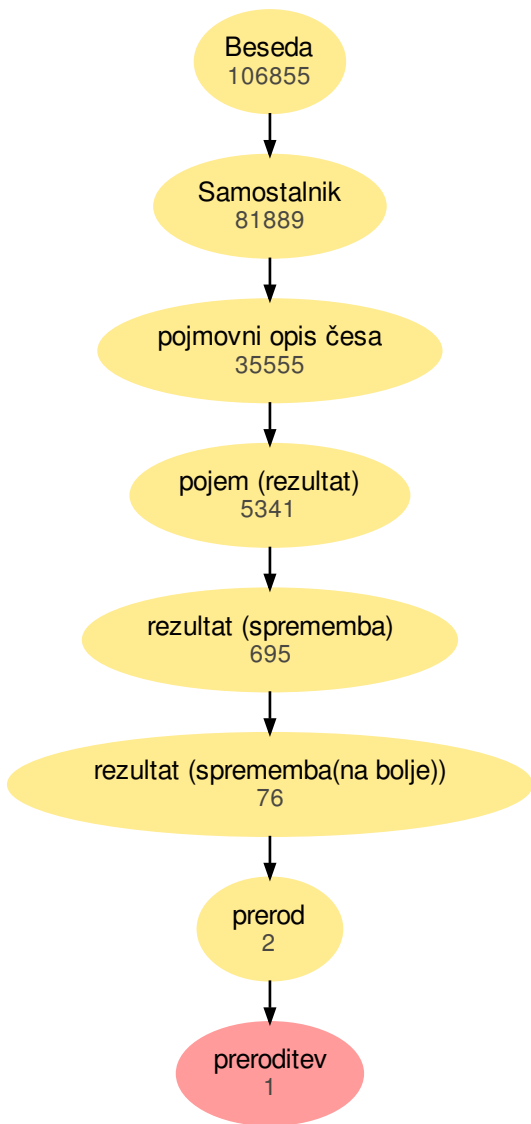 Beseda
106855
Samostalnik
81889
pojmovni opis česa
35555
pojem (rezultat)
5341
rezultat (sprememba)
695
rezultat (sprememba(na bolje))
76
prerod
2
preroditev
1